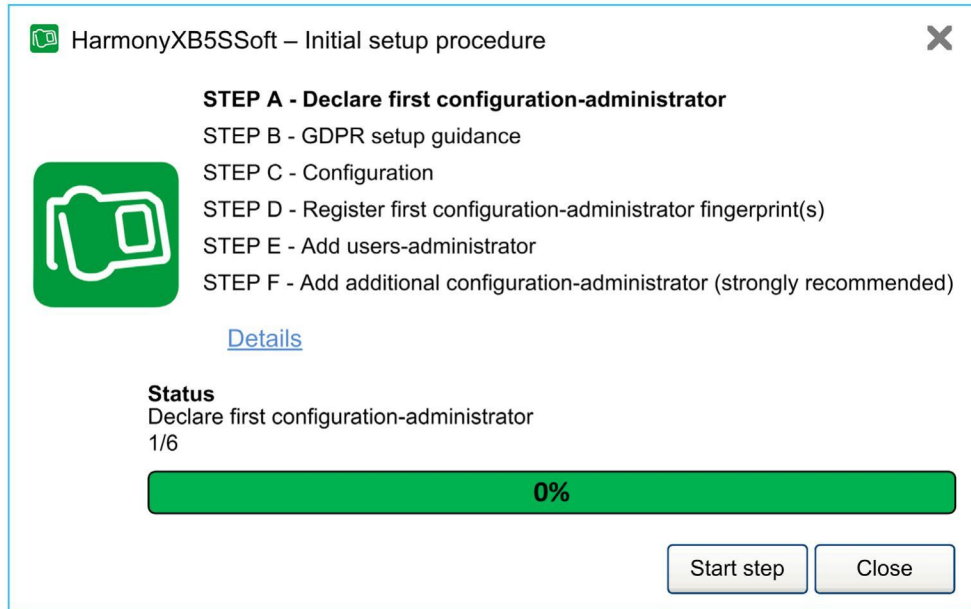 HarmonyXB5SSoft – Initial setup procedure
STEP A - Declare first configuration-administrator
STEP B - GDPR setup guidance
STEP C - Configuration
STEP D - Register first configuration-administrator fingerprint(s)
STEP E - Add users-administrator
STEP F - Add additional configuration-administrator (strongly recommended)
Details
Status
Declare first configuration-administrator
1/6
0%
Start step Close